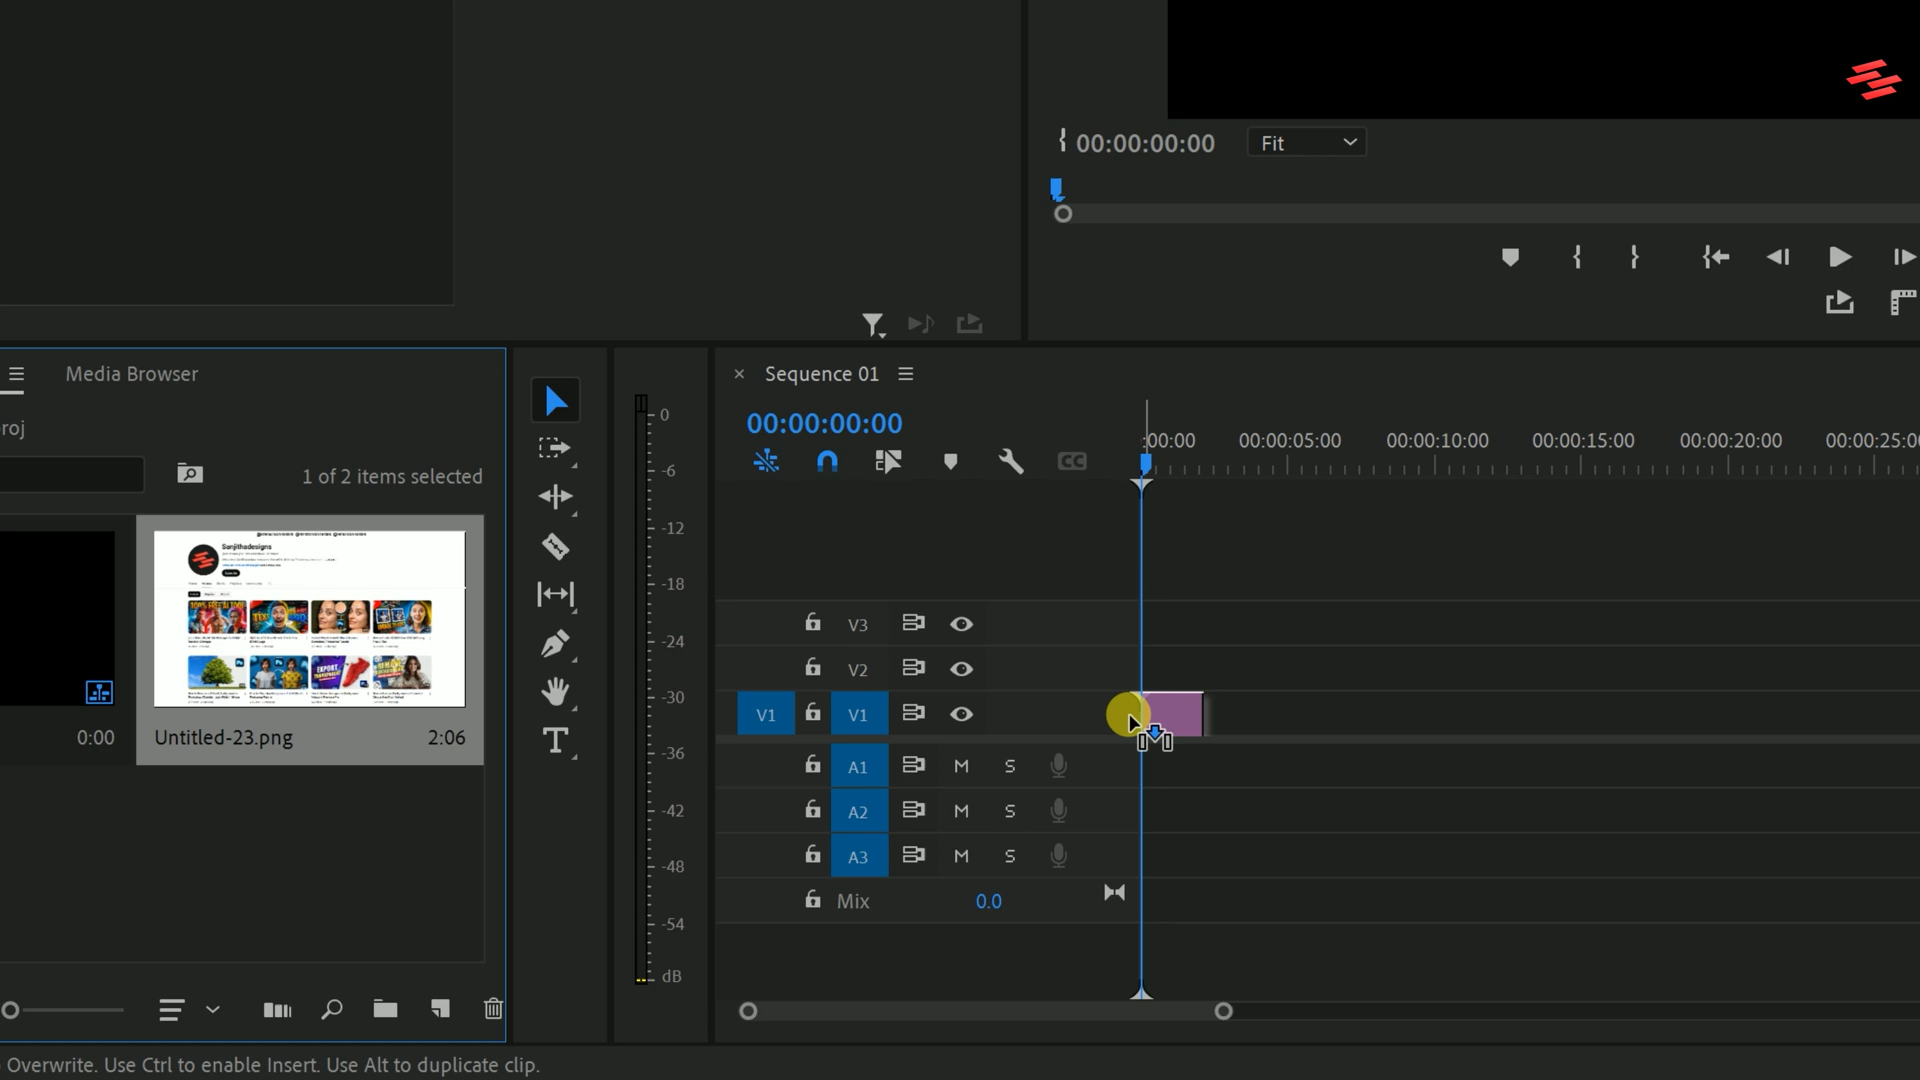 00:00:00:00
Fit
Media Browser
Sequence 01
00:00:00:00
roj
1 of 2 items selected
:00:00
00:00:05:00
00:00:10:00
00:00:15:00
00:00:20:00
00:00:25:00
CC
0
-6
-12
-18
-24
-30
-36
-42
-48
-54
dB
Sanjithadesigns
0:00
Untitled-23.png
2:06
V3
V2
V1
V1
A1
M
S
A2
M
S
A3
M
S
Mix
0.0
Overwrite. Use Ctrl to enable Insert. Use Alt to duplicate clip.